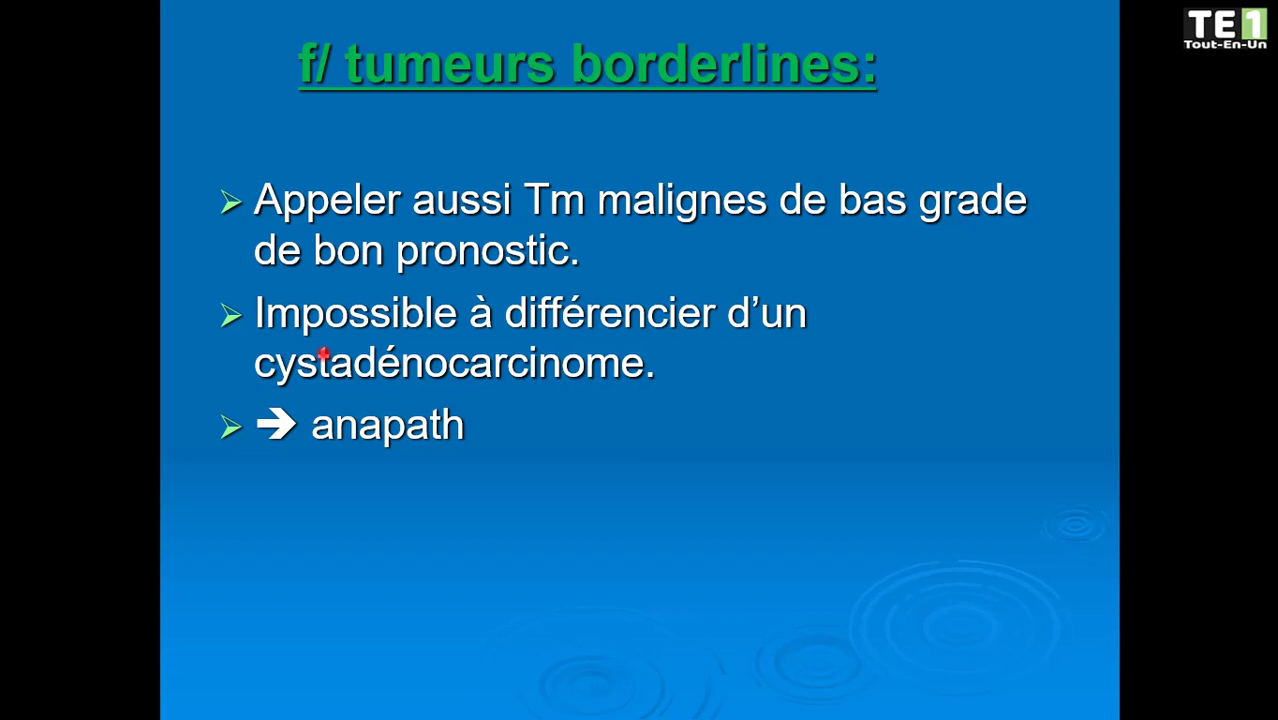 TE1
Tout-En-Un
f/ tumeurs borderlines:
Appeler aussi Tm malignes de bas grade
de bon pronostic.
Impossible à différencier d’un
cystadénocarcinome.
➔ anapath